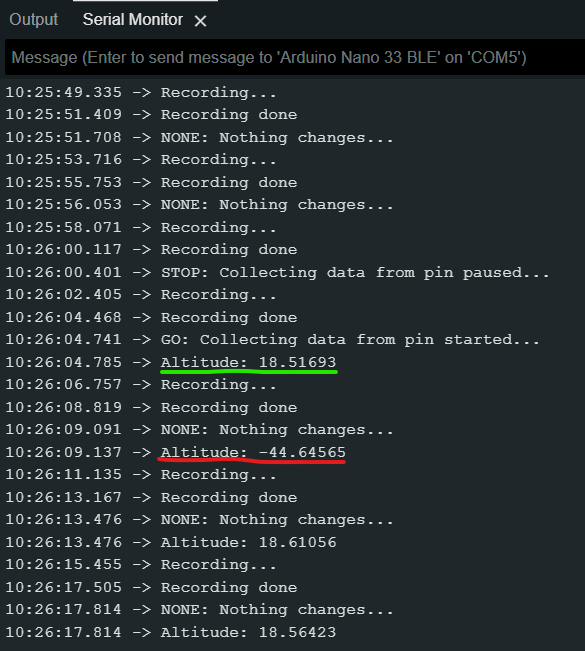 Output Serial Monitor
Message (Enter to send message to 'Arduino Nano 33 BLE' on 'COM5')
10:25:49.335 -> Recording...
10:25:51.409 -> Recording done
10:25:51.708 -> NONE: Nothing changes...
10:25:53.716 -> Recording...
10:25:55.753 -> Recording done
10:25:56.053 -> NONE: Nothing changes...
10:25:58.071 -> Recording...
10:26:00.117 -> Recording done
10:26:00.401 -> STOP: Collecting data from pin paused...
10:26:02.405 -> Recording...
10:26:04.468 -> Recording done
10:26:04.741 -> GO: Collecting data from pin started...
10:26:04.785 -> Altitude: 18.51693
10:26:06.757 -> Recording...
10:26:08.819 -> Recording done
10:26:09.091 -> NONE: Nothing changes...
10:26:09.137 -> Altitude: -44.64565
10:26:11.135 -> Recording...
10:26:13.167 -> Recording done
10:26:13.476 -> NONE: Nothing changes...
10:26:13.476 -> Altitude: 18.61056
10:26:15.455 -> Recording...
10:26:17.505 -> Recording done
10:26:17.814 -> NONE: Nothing changes...
10:26:17.814 -> Altitude: 18.56423